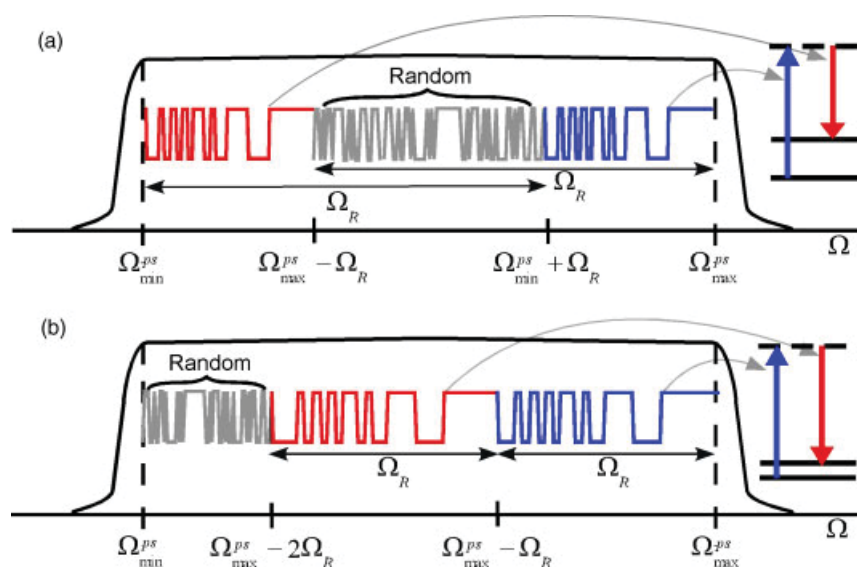 (a)
Random
Ω_R
Ω_R
Ω^ps_min Ω^ps_max − Ω_R Ω^ps_min + Ω_R Ω^ps_max Ω
(b)
Random
Ω_R Ω_R
Ω^ps_min Ω^ps_max − 2Ω_R Ω^ps_max − Ω_R Ω^ps_max Ω